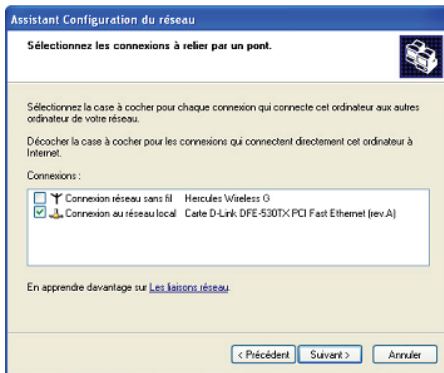 Assistant Configuration du réseau
Sélectionnez les connexions à relier par un pont.
Sélectionnez la case à cocher pour chaque connexion qui connecte cet ordinateur aux autres
ordinateur de votre réseau.
Décocher la case à cocher pour les connexions qui connectent directement cet ordinateur à
Internet.
Connexions :
Connexion réseau sans fil Hercules Wireless G
Connexion au réseau local Carte D-Link DFE-530TX PCI Fast Ethernet (rev.A)
En apprendre davantage sur Les liaisons réseau.
< Précédent Suivant > Annuler